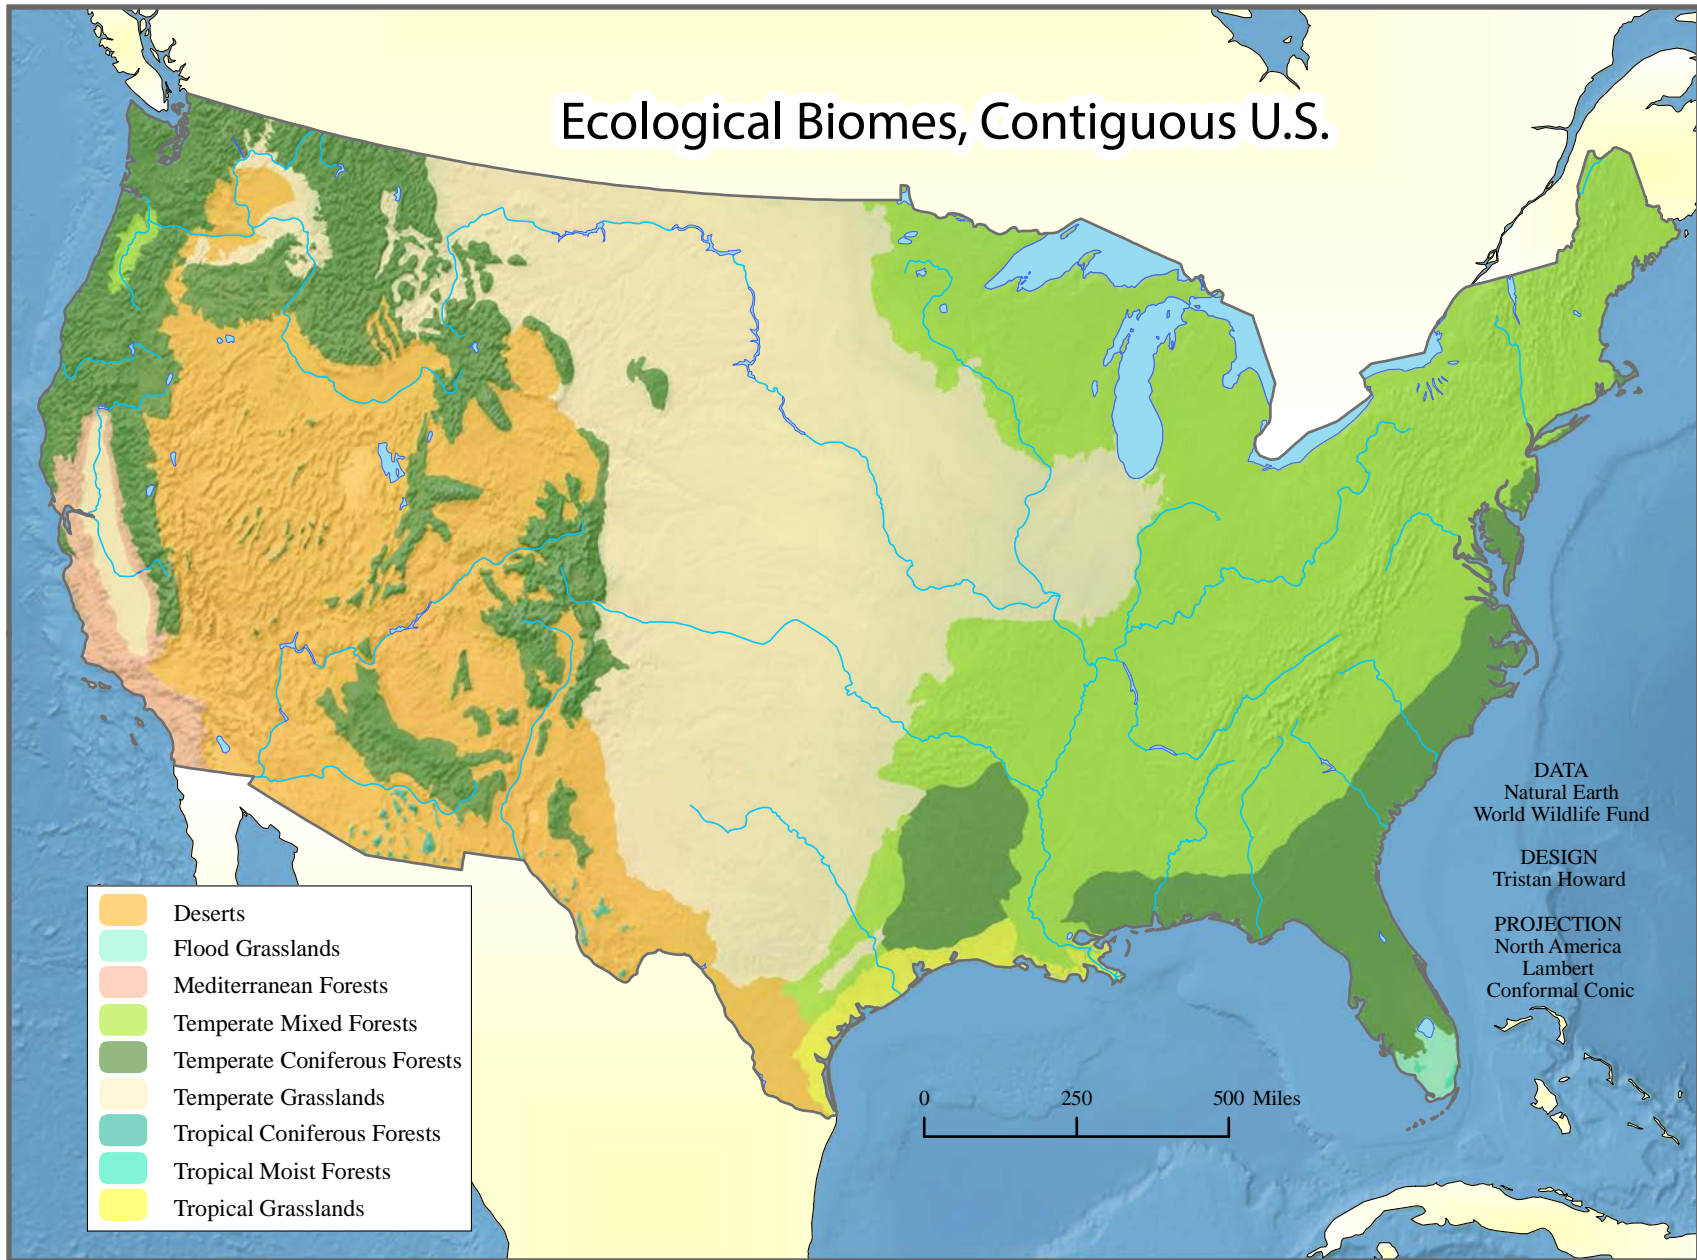 Ecological Biomes, Contiguous U.S.
DATA
Natural Earth
World Wildlife Fund
DESIGN
Tristan Howard
PROJECTION
North America
Lambert
Conformal Conic
Deserts
Flood Grasslands
Mediterranean Forests
Temperate Mixed Forests
Temperate Coniferous Forests
Temperate Grasslands
Tropical Coniferous Forests
Tropical Moist Forests
Tropical Grasslands
0 250 500 Miles